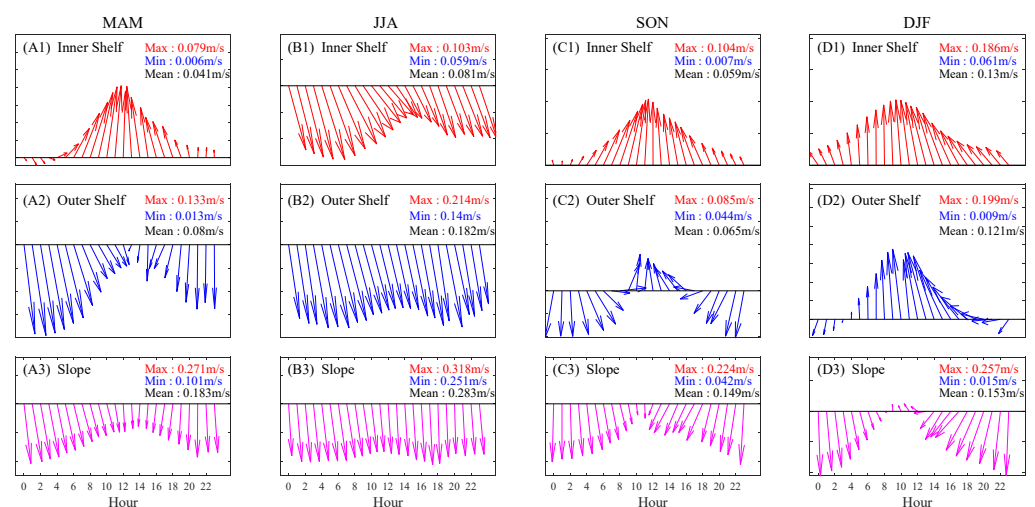 MAM JJA SON DJF
(A1) Inner Shelf
Max : 0.079m/s
Min : 0.006m/s
Mean : 0.041m/s
(B1) Inner Shelf
Max : 0.103m/s
Min : 0.059m/s
Mean : 0.081m/s
(C1) Inner Shelf
Max : 0.104m/s
Min : 0.007m/s
Mean : 0.059m/s
(D1) Inner Shelf
Max : 0.186m/s
Min : 0.061m/s
Mean : 0.13m/s
(A2) Outer Shelf
Max : 0.133m/s
Min : 0.013m/s
Mean : 0.08m/s
(B2) Outer Shelf
Max : 0.214m/s
Min : 0.14m/s
Mean : 0.182m/s
(C2) Outer Shelf
Max : 0.085m/s
Min : 0.044m/s
Mean : 0.065m/s
(D2) Outer Shelf
Max : 0.199m/s
Min : 0.009m/s
Mean : 0.121m/s
(A3) Slope
Max : 0.271m/s
Min : 0.101m/s
Mean : 0.183m/s
(B3) Slope
Max : 0.318m/s
Min : 0.251m/s
Mean : 0.283m/s
(C3) Slope
Max : 0.224m/s
Min : 0.042m/s
Mean : 0.149m/s
(D3) Slope
Max : 0.257m/s
Min : 0.015m/s
Mean : 0.153m/s
0 2 4 6 8 10 12 14 16 18 20 22
0 2 4 6 8 10 12 14 16 18 20 22
0 2 4 6 8 10 12 14 16 18 20 22
0 2 4 6 8 10 12 14 16 18 20 22
Hour Hour Hour Hour